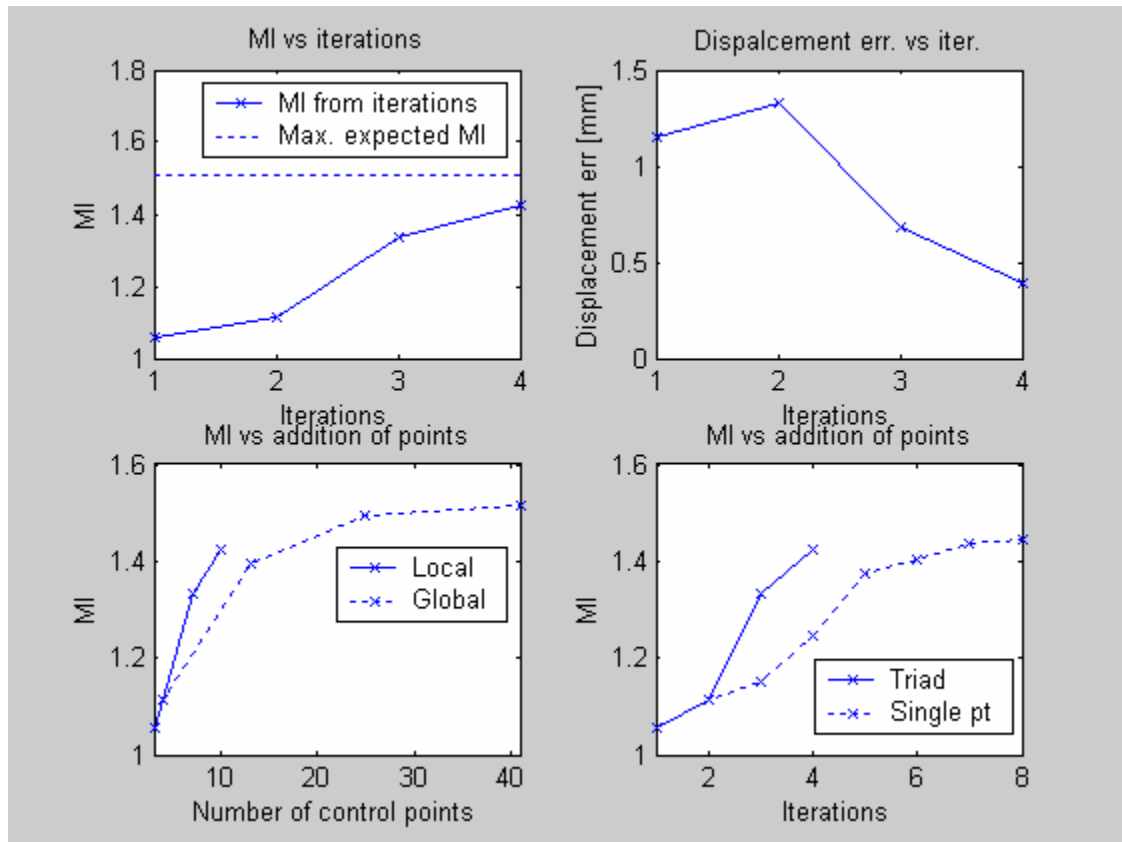 MI vs iterations
1.8
1.6
1.4
1.2
1
MI
MI from iterations
Max. expected MI
1
2
3
4
Iterations
Dispalcement err. vs iter.
1.5
1
0.5
0
Displacement err [mm]
1
2
3
4
Iterations
MI vs addition of points
1.6
1.4
1.2
1
MI
Local
Global
10
20
30
40
Number of control points
MI vs addition of points
1.6
1.4
1.2
1
MI
Triad
Single pt
2
4
6
8
Iterations